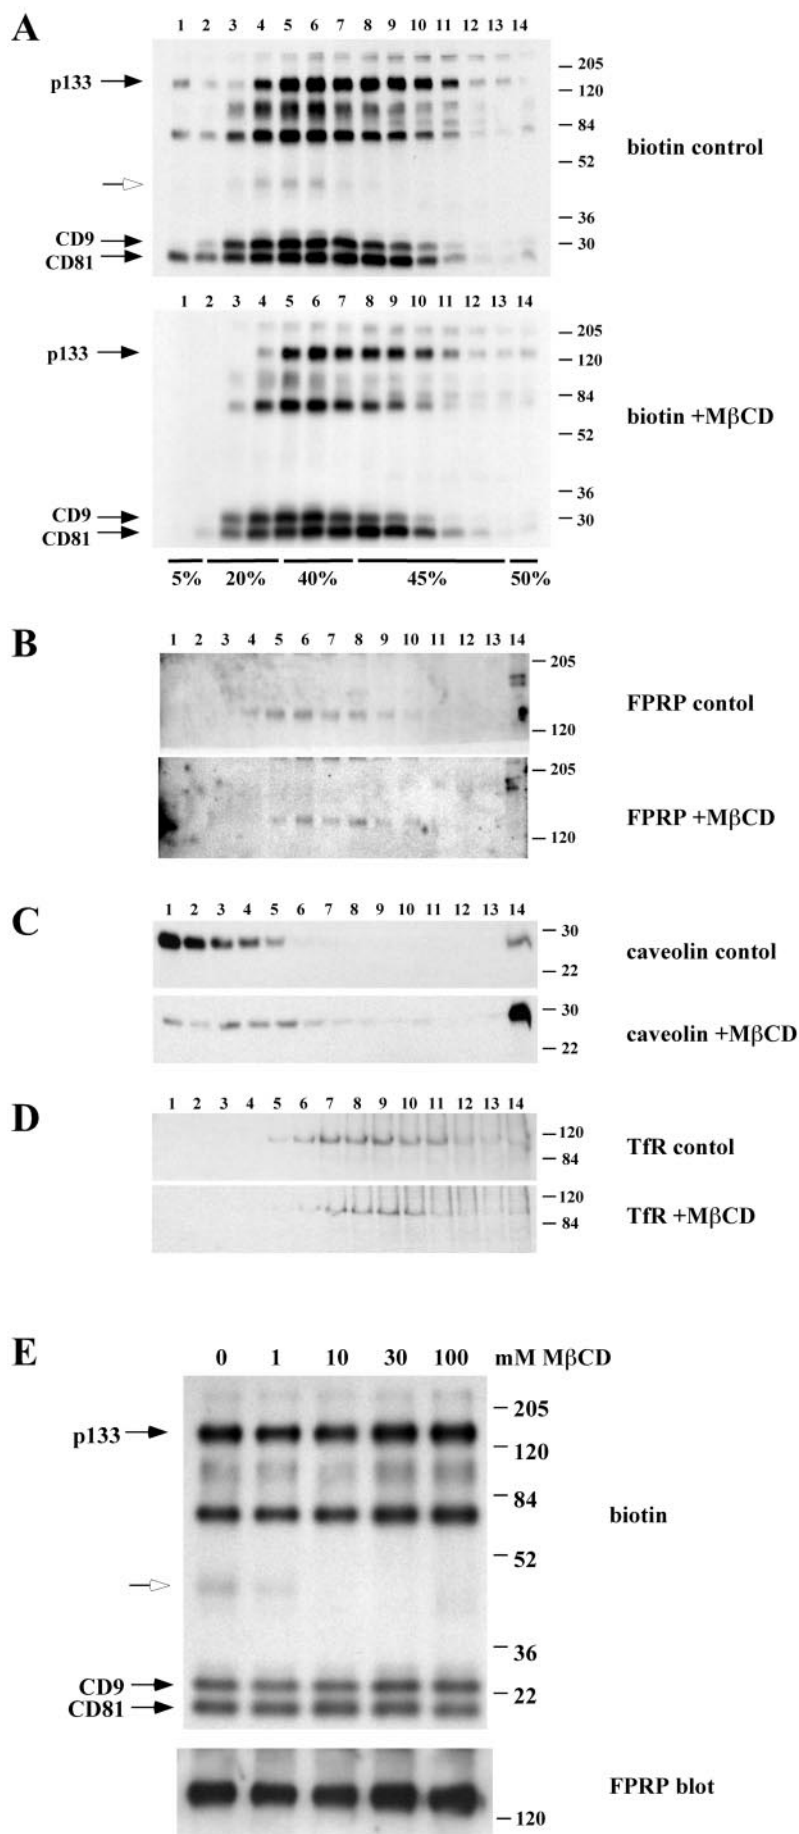 A
1 2 3 4 5 6 7 8 9 10 11 12 13 14
p133
205
120
84
biotin control
52
36
CD9
30
CD81
1 2 3 4 5 6 7 8 9 10 11 12 13 14
205
p133
120
84
biotin +MβCD
52
36
CD9
30
CD81
5% 20% 40% 45% 50%
B
1 2 3 4 5 6 7 8 9 10 11 12 13 14
205
FPRP contol
120
205
FPRP +MβCD
120
C
1 2 3 4 5 6 7 8 9 10 11 12 13 14
30
caveolin contol
22
30
caveolin +MβCD
22
D
1 2 3 4 5 6 7 8 9 10 11 12 13 14
120
TfR contol
84
120
TfR +MβCD
84
E
0 1 10 30 100 mM MβCD
205
p133
120
84
biotin
52
36
CD9
22
CD81
FPRP blot
120